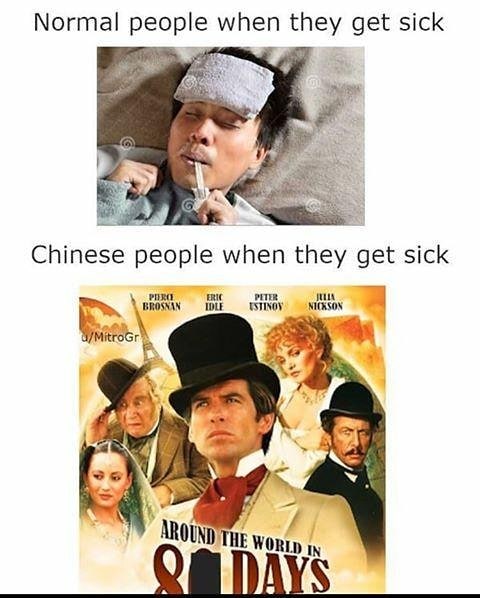 Normal people when they get sick
Chinese people when they get sick
PIERCE BROSNAN
ERIC IDLE
PETER USTINOV
JULIA NICKSON
u/MitroGr
AROUND THE WORLD IN
8 DAYS